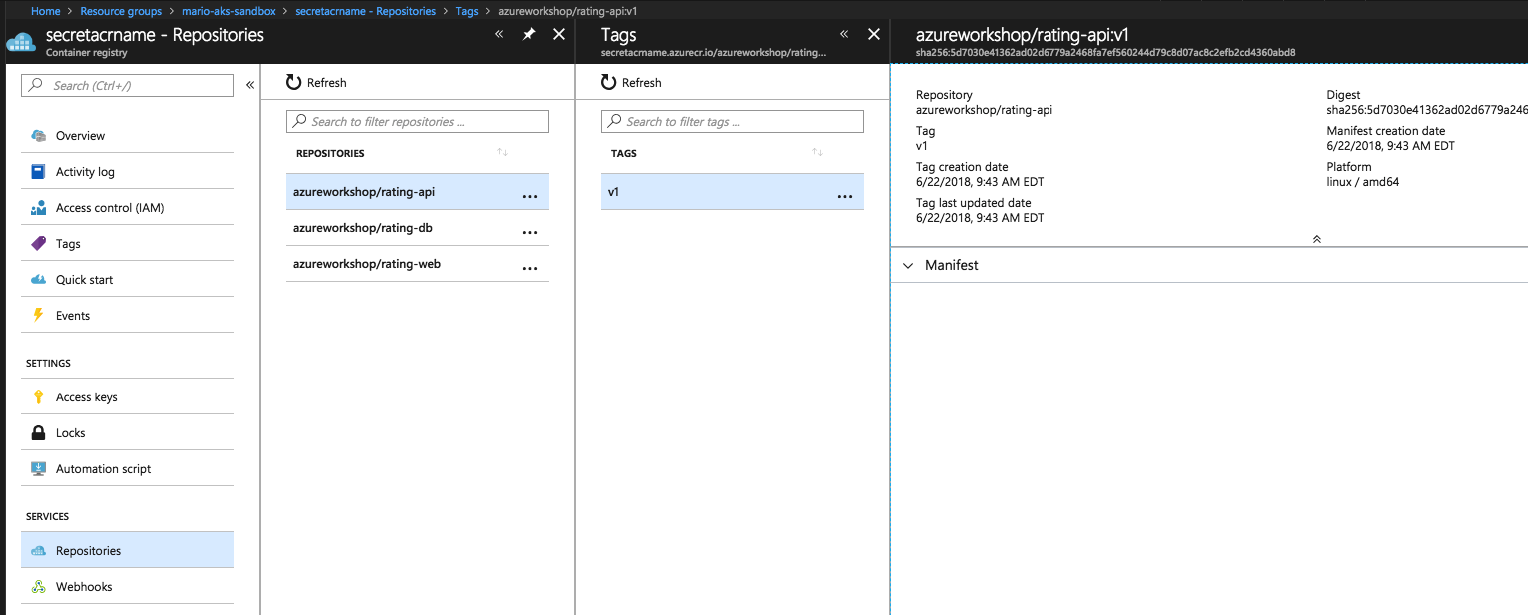 Home > Resource groups > mario-aks-sandbox > secretacrname - Repositories > Tags > azureworkshop/rating-api:v1
secretacrname - Repositories
Container registry
Search (Ctrl+/)
Overview
Activity log
Access control (IAM)
Tags
Quick start
Events
SETTINGS
Access keys
Locks
Automation script
SERVICES
Repositories
Webhooks
Refresh
Search to filter repositories ...
REPOSITORIES
azureworkshop/rating-api
azureworkshop/rating-db
azureworkshop/rating-web
Tags
secretacrname.azurecr.io/azureworkshop/rating...
Refresh
Search to filter tags ...
TAGS
v1
azureworkshop/rating-api:v1
sha256:5d7030e41362ad02d6779a2468fa7ef560244d79c8d07ac8c2efb2cd4360abd8
Repository
azureworkshop/rating-api
Tag
v1
Tag creation date
6/22/2018, 9:43 AM EDT
Tag last updated date
6/22/2018, 9:43 AM EDT
Digest
sha256:5d7030e41362ad02d6779a246
Manifest creation date
6/22/2018, 9:43 AM EDT
Platform
linux / amd64
Manifest